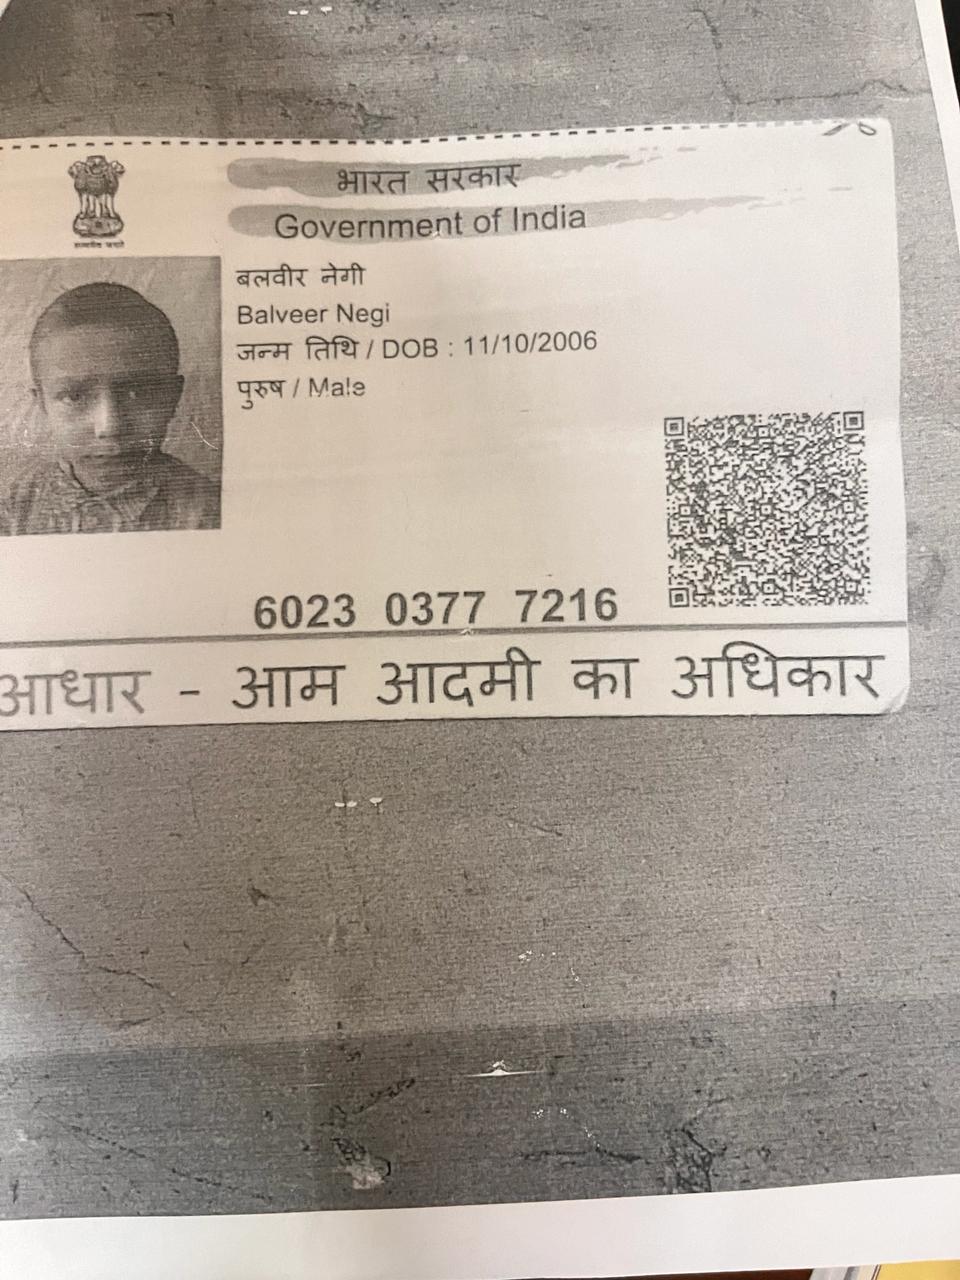 भारत सरकार
Government of India
बलवीर नेगी
Balveer Negi
जन्म तिथि / DOB : 11/10/2006
पुरुष / Male
6023 0377 7216
आधार - आम आदमी का अधिकार